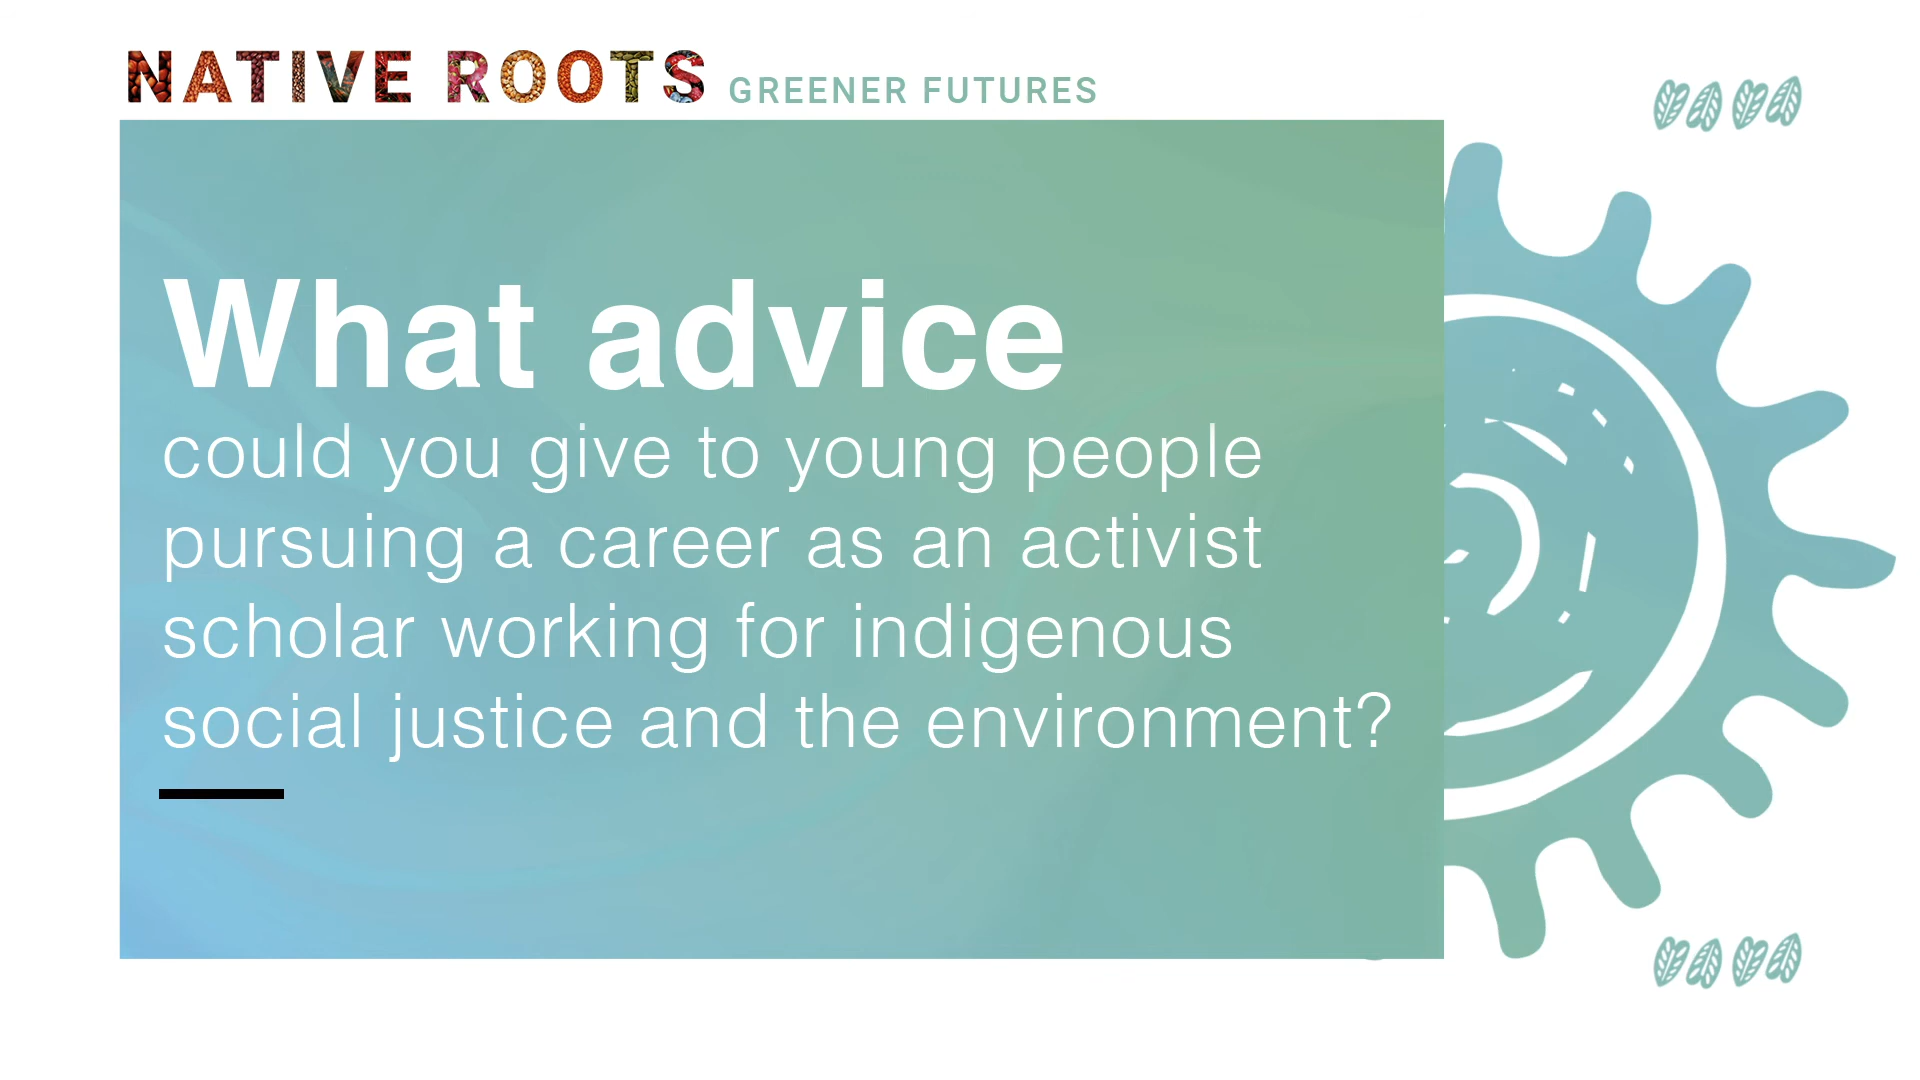 NATIVE ROOTS GREENER FUTURES
What advice
could you give to young people
pursuing a career as an activist
scholar working for indigenous
social justice and the environment?